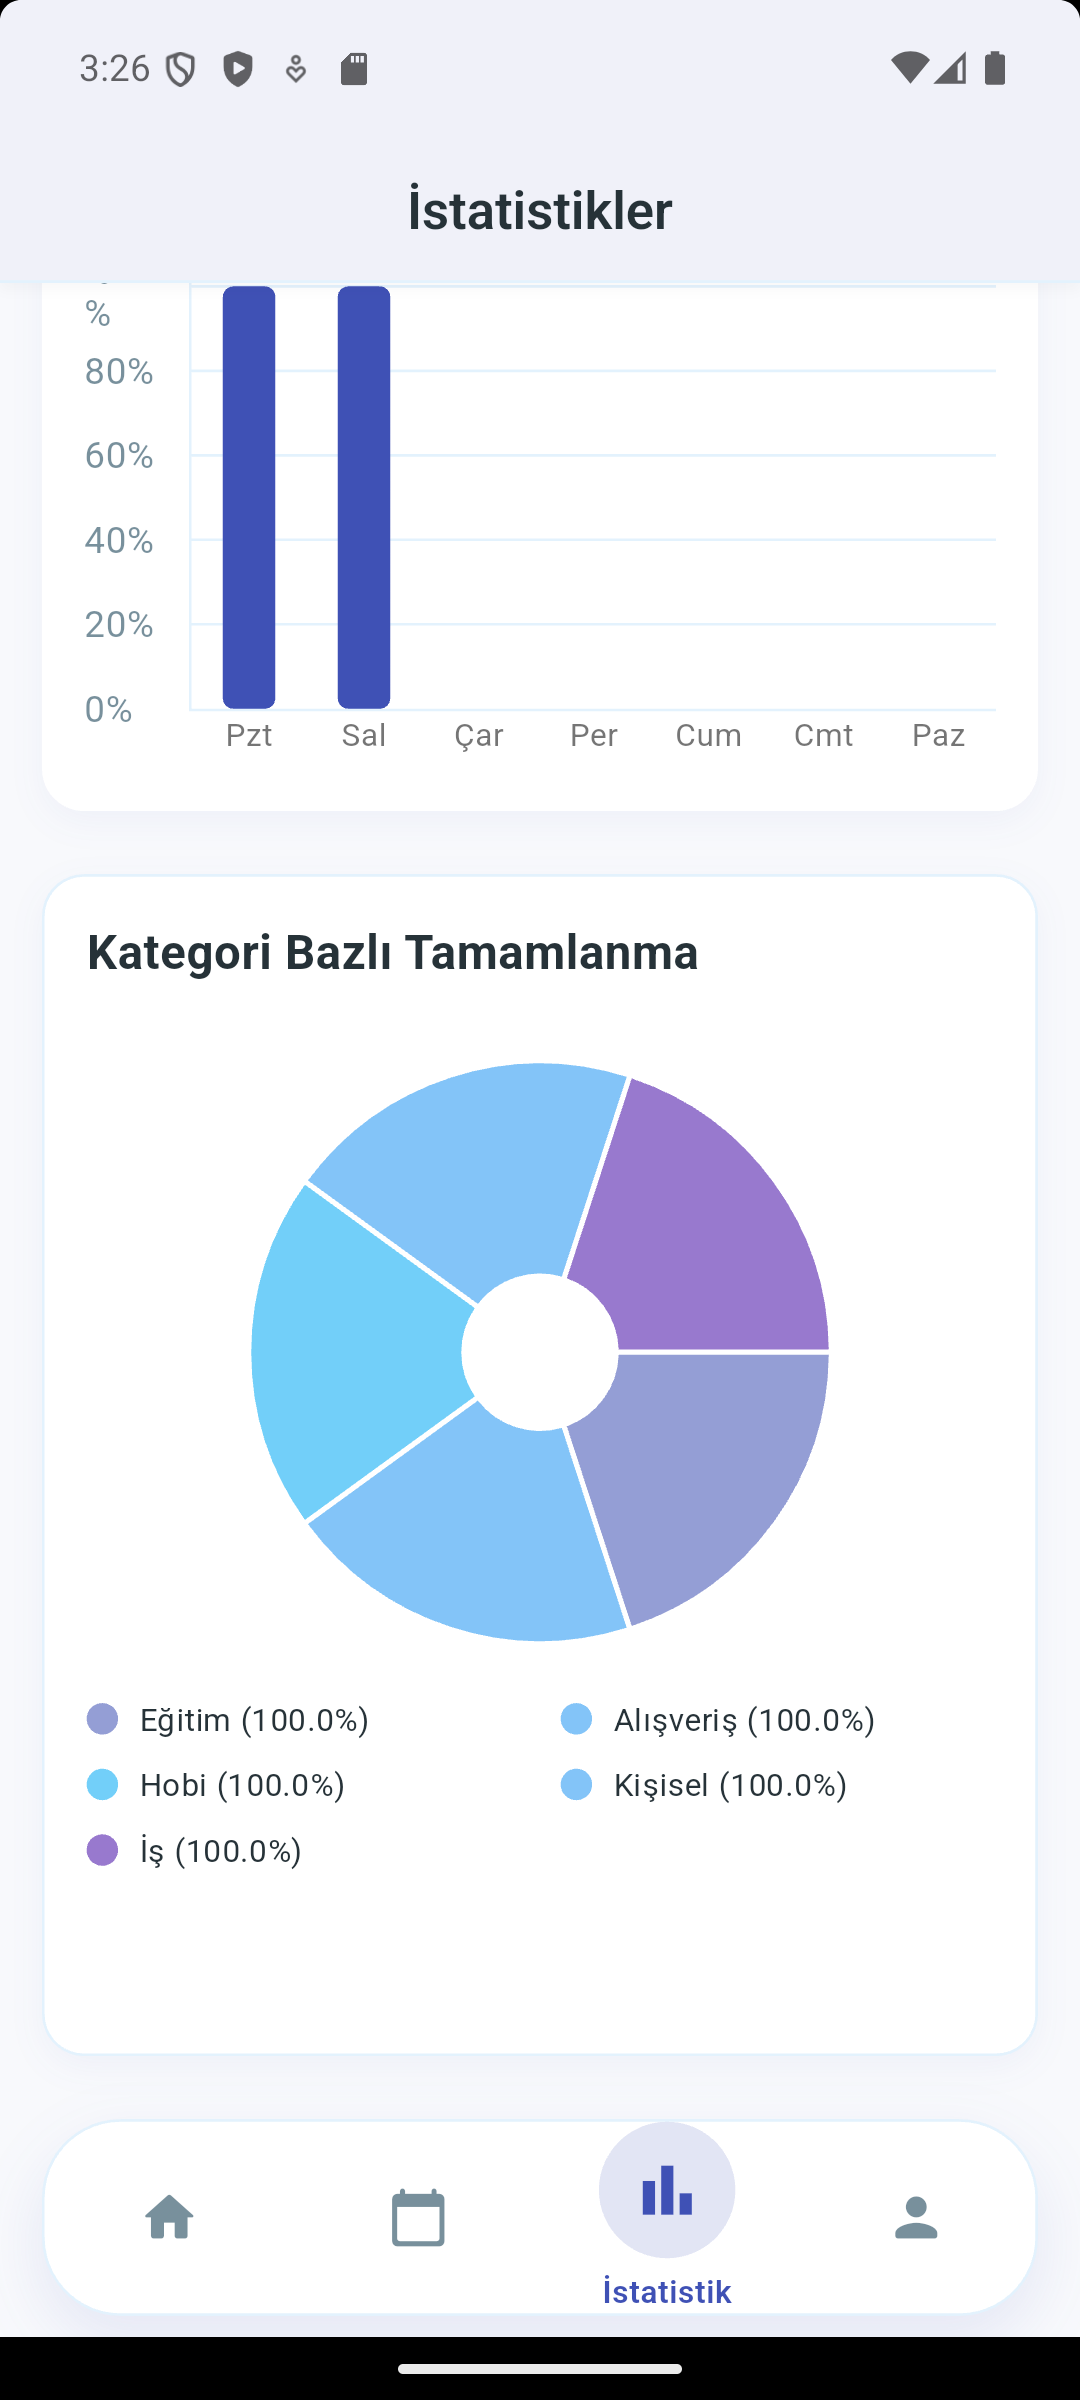 3:26
İstatistikler
%
80%
60%
40%
20%
0%
Pzt Sal Çar Per Cum Cmt Paz
Kategori Bazlı Tamamlanma
Eğitim (100.0%) Alışveriş (100.0%)
Hobi (100.0%) Kişisel (100.0%)
İş (100.0%)
İstatistik